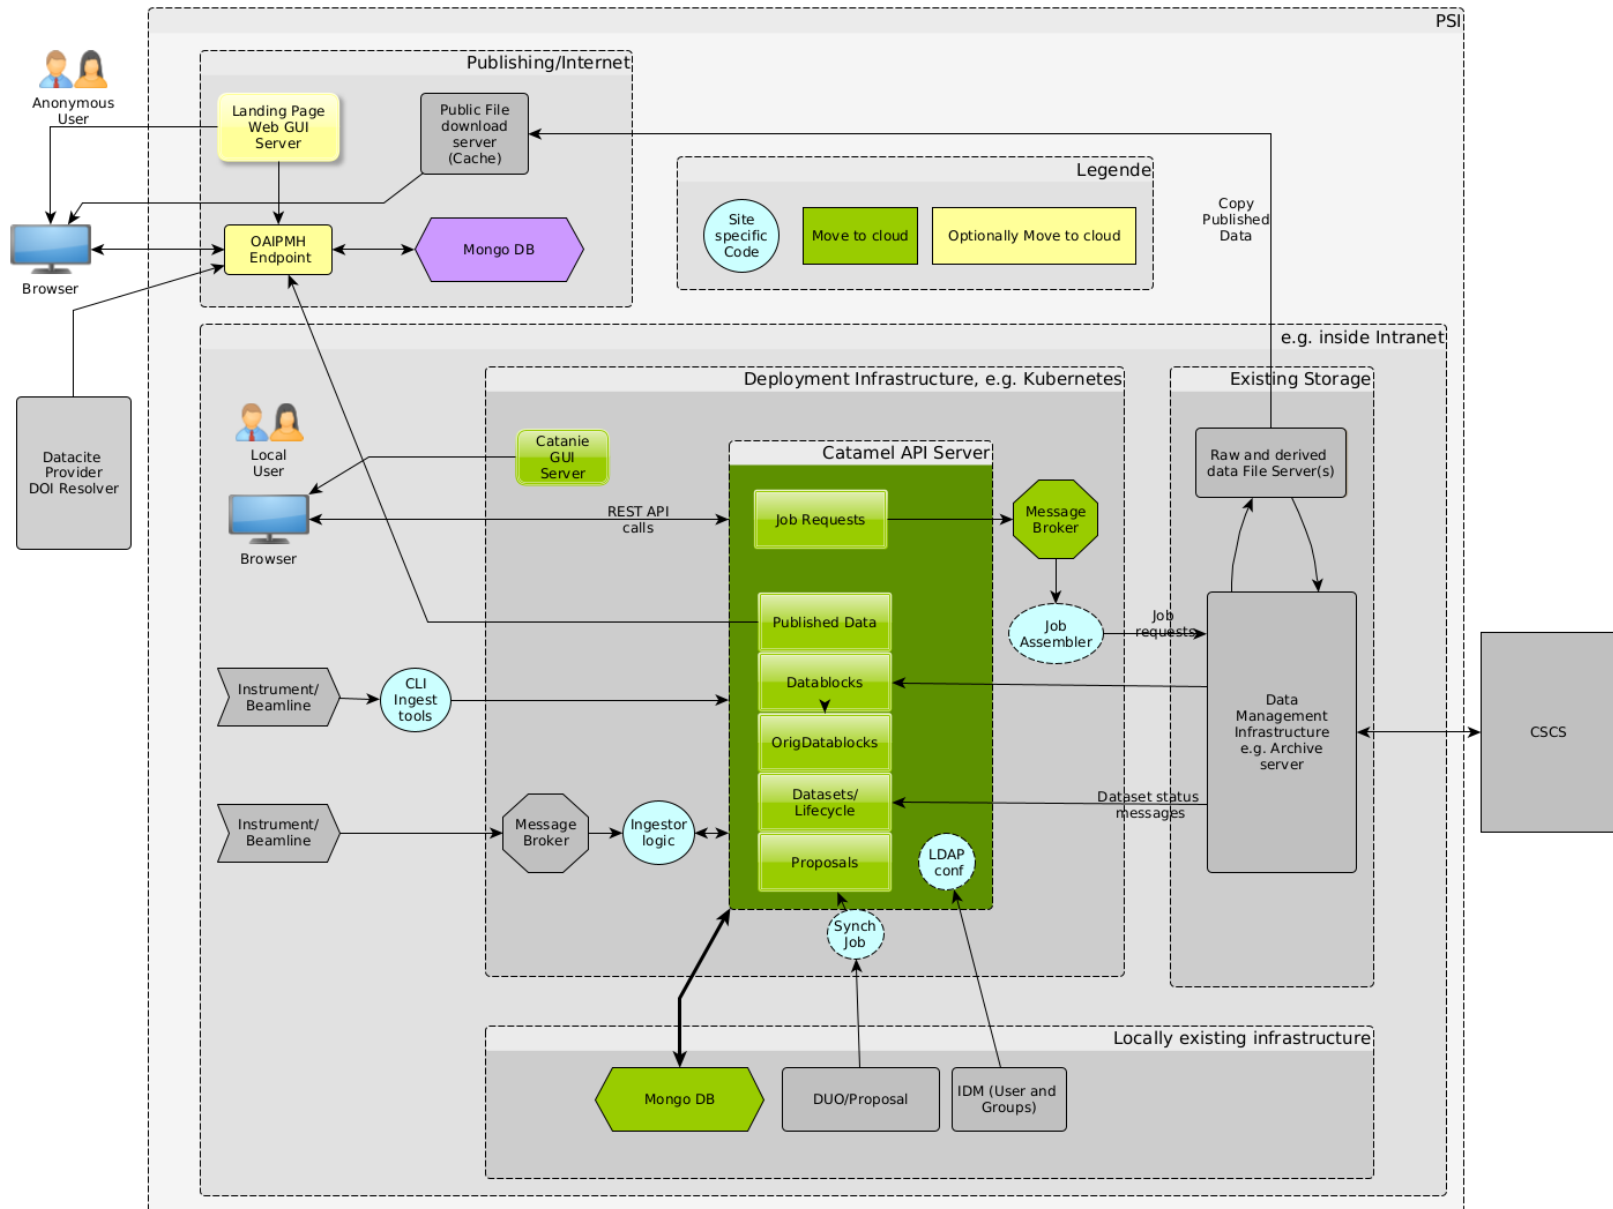 PSI
Publishing/Internet
Anonymous
User
Landing Page
Web GUI
Server
Public File
download
server
(Cache)
Legende
Site
specific
Code
Move to cloud
Optionally Move to cloud
Copy
Published
Data
OAIPMH
Endpoint
Mongo DB
Browser
e.g. inside Intranet
Deployment Infrastructure, e.g. Kubernetes
Existing Storage
Datacite
Provider
DOI Resolver
Local
User
Catanie
GUI
Server
Catamel API Server
Raw and derived
data File Server(s)
Browser
REST API
calls
Job Requests
Message
Broker
Published Data
Job
Assembler
Job
requests
Instrument/
Beamline
CLI
Ingest
tools
Datablocks
OrigDatablocks
Data
Management
Infrastructure
e.g. Archive
server
CSCS
Datasets/
Lifecycle
Dataset status
messages
Instrument/
Beamline
Message
Broker
Ingestor
logic
Proposals
LDAP
conf
Synch
Job
Locally existing infrastructure
Mongo DB
DUO/Proposal
IDM (User and
Groups)